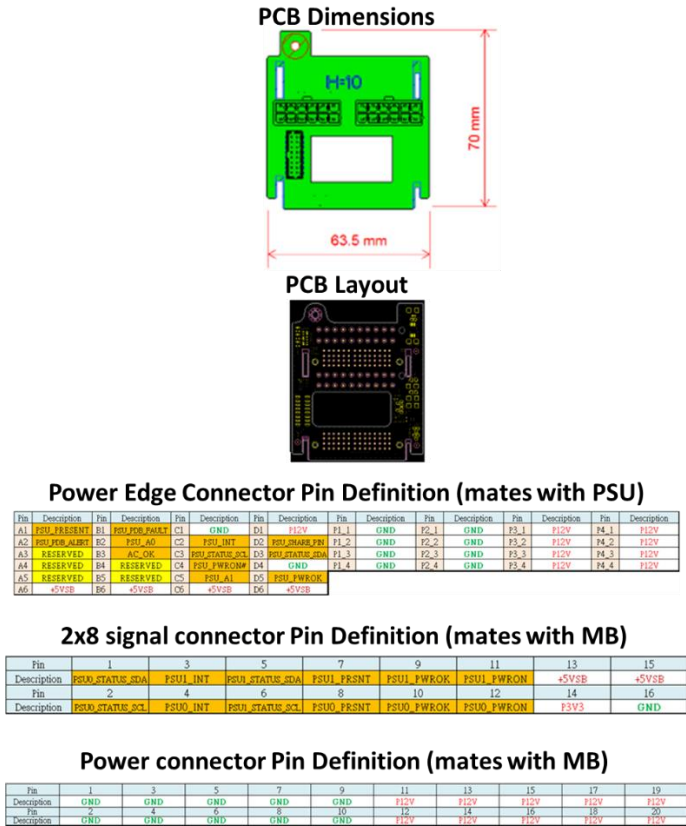 PCB Dimensions
H=10
70 mm
63.5 mm
PCB Layout
Power Edge Connector Pin Definition (mates with PSU)
Pin Description Pin Description Pin Description Pin Description Pin Description Pin Description Pin Description Pin Description
A1 PSU_PRESENT B1 PSU_PDB_FAULT C1 GND D1 P12V P1_1 GND P2_1 GND P3_1 P12V P4_1 P12V
A2 PSU_PDB_ALERT B2 PSU_A0 C2 PSU_INT D2 PSU_SHARE_PIN P1_2 GND P2_2 GND P3_2 P12V P4_2 P12V
A3 RESERVED B3 AC_OK C3 PSU_STATUS_SCL D3 PSU_STATUS_SDA P1_3 GND P2_3 GND P3_3 P12V P4_3 P12V
A4 RESERVED B4 RESERVED C4 PSU_PWRON# D4 GND P1_4 GND P2_4 GND P3_4 P12V P4_4 P12V
A5 RESERVED B5 RESERVED C5 PSU_A1 D5 PSU_PWROK
A6 +5VSB B6 +5VSB C6 +5VSB D6 +5VSB
2x8 signal connector Pin Definition (mates with MB)
Pin 1 3 5 7 9 11 13 15
Description PSU0_STATUS_SDA PSU1_INT PSU1_STATUS_SDA PSU1_PRSNT PSU1_PWROK PSU1_PWRON +5VSB +5VSB
Pin 2 4 6 8 10 12 14 16
Description PSU0_STATUS_SCL PSU0_INT PSU1_STATUS_SCL PSU0_PRSNT PSU0_PWROK PSU0_PWRON P3V3 GND
Power connector Pin Definition (mates with MB)
Pin 1 3 5 7 9 11 13 15 17 19
Description GND GND GND GND GND P12V P12V P12V P12V P12V
Pin 2 4 6 8 10 12 14 16 18 20
Description GND GND GND GND GND P12V P12V P12V P12V P12V